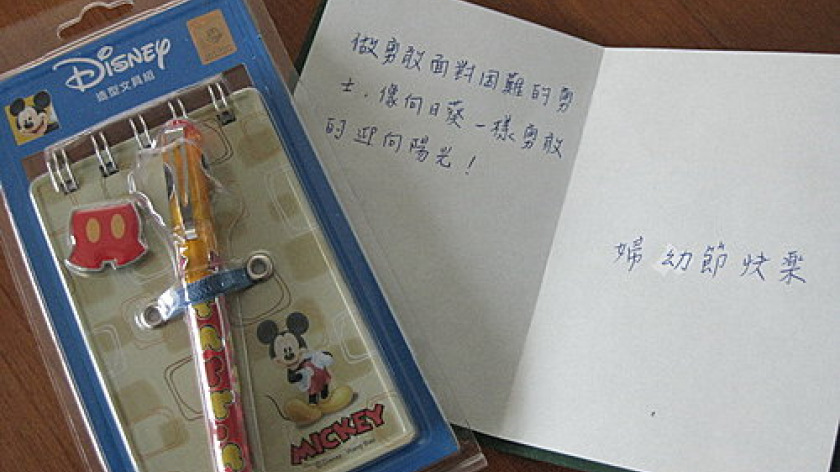 Disney
造型文具組
MICKEY
做勇敢面對困難的勇
士,像向日葵一樣勇敢
的迎向陽光!
婦幼節快樂